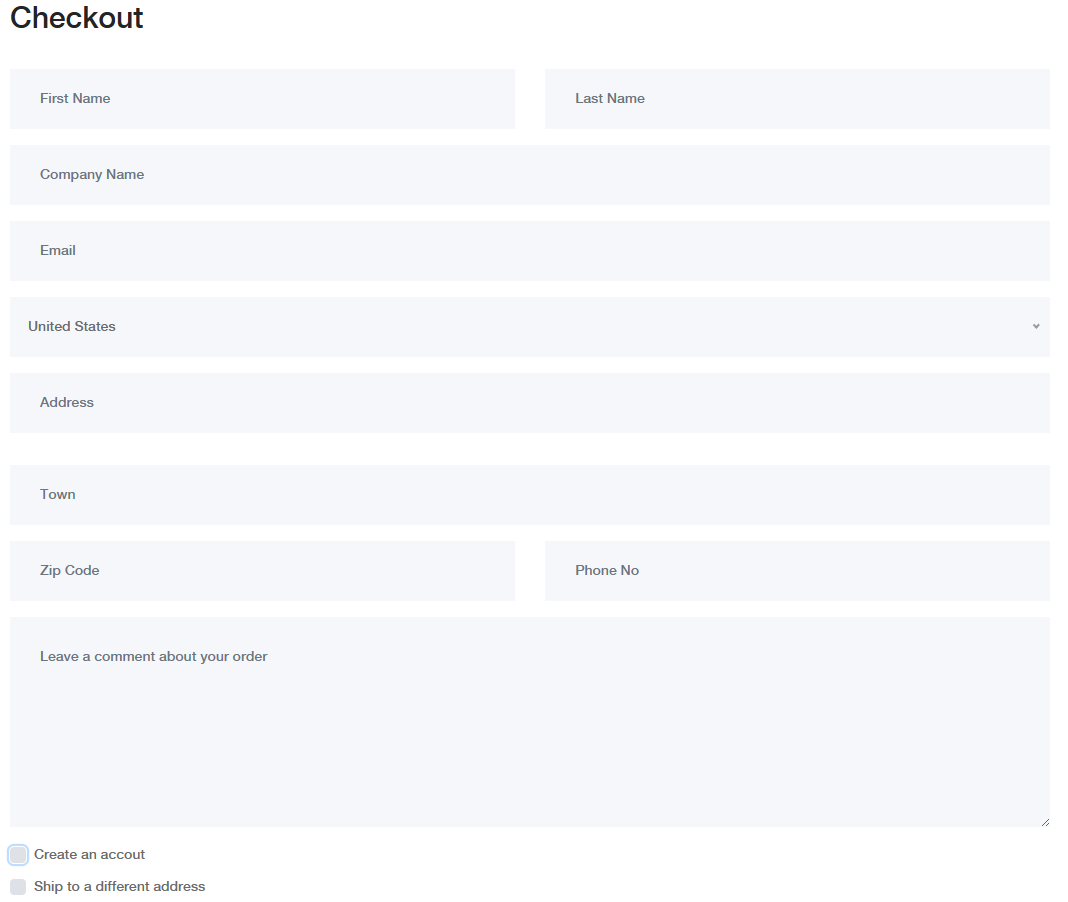 Checkout
First Name Last Name
Company Name
Email
United States
Address
Town
Zip Code Phone No
Leave a comment about your order
Create an accout
Ship to a different address